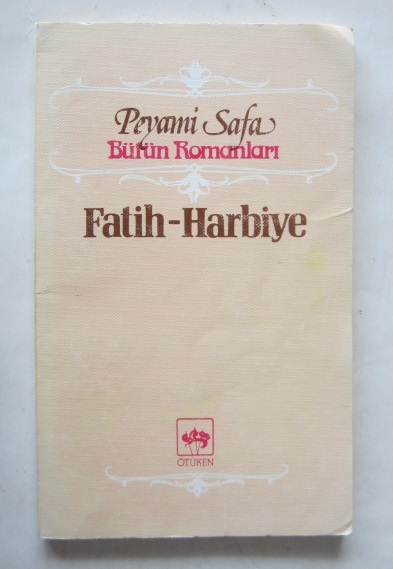 Peyami Safa
Bütün Romanları
Fatih-Harbiye
ÖTÜKEN